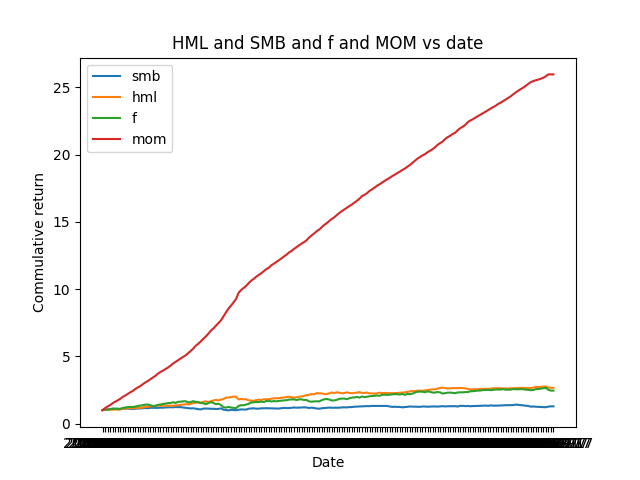 HML and SMB and f and MOM vs date
smb
hml
f
mom
25
20
15
10
5
0
Commulative return
Date